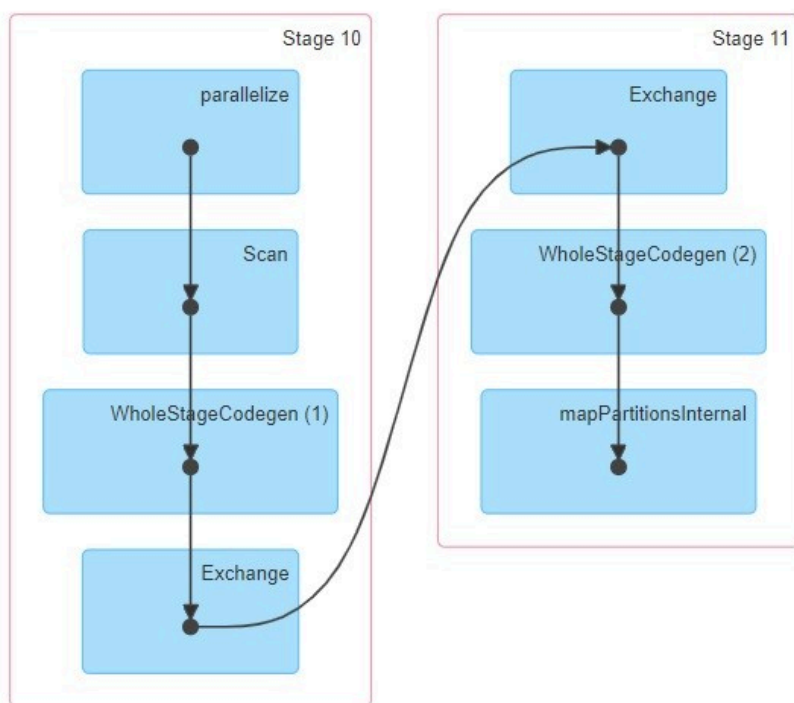 Stage 10
parallelize
Scan
WholeStageCodegen (1)
Exchange
Stage 11
Exchange
WholeStageCodegen (2)
mapPartitionsInternal